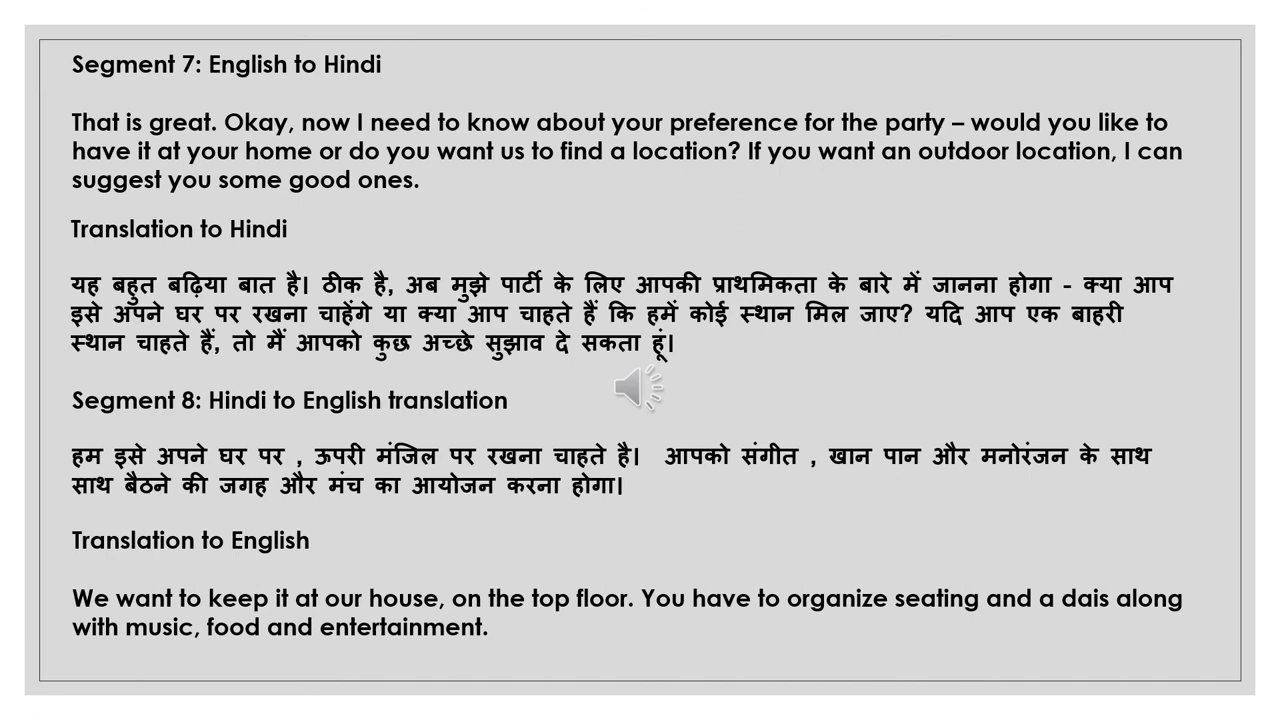 Segment 7: English to Hindi
That is great. Okay, now I need to know about your preference for the party – would you like to
have it at your home or do you want us to find a location? If you want an outdoor location, I can
suggest you some good ones.
Translation to Hindi
यह बहुत बढ़िया बात है। ठीक है, अब मुझे पार्टी के लिए आपकी प्राथमिकता के बारे में जानना होगा - क्या आप
इसे अपने घर पर रखना चाहेंगे या क्या आप चाहते हैं कि हमें कोई स्थान मिल जाए? यदि आप एक बाहरी
स्थान चाहते हैं, तो मैं आपको कुछ अच्छे सुझाव दे सकता हूं।
Segment 8: Hindi to English translation
हम इसे अपने घर पर , ऊपरी मंजिल पर रखना चाहते है। आपको संगीत , खान पान और मनोरंजन के साथ
साथ बैठने की जगह और मंच का आयोजन करना होगा।
Translation to English
We want to keep it at our house, on the top floor. You have to organize seating and a dais along
with music, food and entertainment.